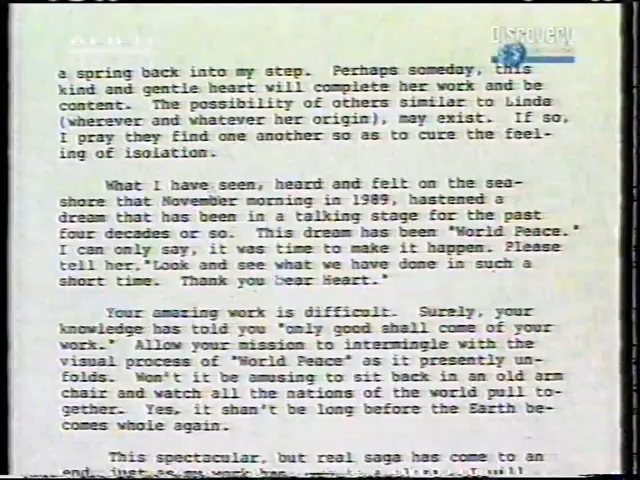 Discovery
a spring back into my step.  Perhaps someday, this
kind and gentle heart will complete her work and be
content.  The possibility of others similar to Linda
(wherever and whatever her origin), may exist.  If so,
I pray they find one another so as to cure the feel-
ing of isolation.
What I have seen, heard and felt on the sea-
shore that November morning in 1989, hastened a
dream that has been in a talking stage for the past
four decades or so.  This dream has been "World Peace."
I can only say, it was time to make it happen. Please
tell her,"Look and see what we have done in such a
short time.  Thank you Dear Heart."
Your amazing work is difficult.  Surely, your
knowledge has told you "only good shall come of your
work."  Allow your mission to intermingle with the
visual process of "World Peace" as it presently un-
folds.  Won't it be amusing to sit back in an old arm
chair and watch all the nations of the world pull to-
gether.  Yes, it shan't be long before the Earth be-
comes whole again.
This spectacular, but real saga has come to an
end, just as my work